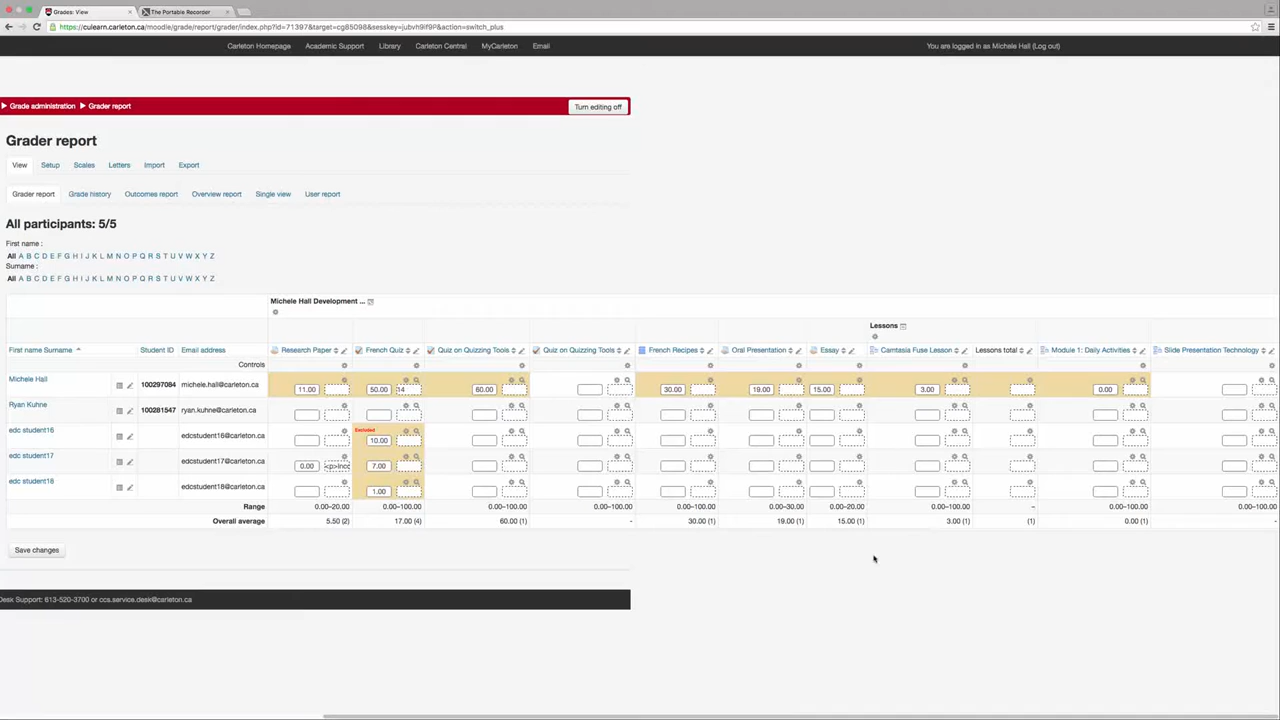 Grades: View
The Portable Recorder
https://culearn.carleton.ca/moodle/grade/report/grader/index.php?id=71397&target=cg85098&sesskey=jubvh9if9P&action=switch_plus
Carleton Homepage Academic Support Library Carleton Central MyCarleton Email You are logged in as Michele Hall (Log out)
Grade administration Grader report Turn editing off
Grader report
View Setup Scales Letters Import Export
Grader report Grade history Outcomes report Overview report Single view User report
All participants: 5/5
First name :
All A B C D E F G H I J K L M N O P Q R S T U V W X Y Z
Surname :
All A B C D E F G H I J K L M N O P Q R S T U V W X Y Z
Michele Hall Development ...
Lessons
First name Surname Student ID Email address Research Paper French Quiz Quiz on Quizzing Tools Quiz on Quizzing Tools French Recipes Oral Presentation Essay Camtasia Fuse Lesson Lessons total Module 1: Daily Activities Slide Presentation Technology
Controls
Michele Hall 100297084 michele.hall@carleton.ca 11.00 50.00 14 60.00 30.00 19.00 15.00 3.00 0.00
Ryan Kuhne 100281547 ryan.kuhne@carleton.ca
edc student16 edcstudent16@carleton.ca Excluded 10.00
edc student17 edcstudent17@carleton.ca 0.00 <p>Incc 7.00
edc student18 edcstudent18@carleton.ca 1.00
Range 0.00–20.00 0.00–100.00 0.00–100.00 0.00–100.00 0.00–100.00 0.00–30.00 0.00–20.00 0.00–100.00 – 0.00–100.00 0.00–100.00
Overall average 5.50 (2) 17.00 (4) 60.00 (1) - 30.00 (1) 19.00 (1) 15.00 (1) 3.00 (1) (1) 0.00 (1) -
Save changes
Desk Support: 613-520-3700 or ccs.service.desk@carleton.ca